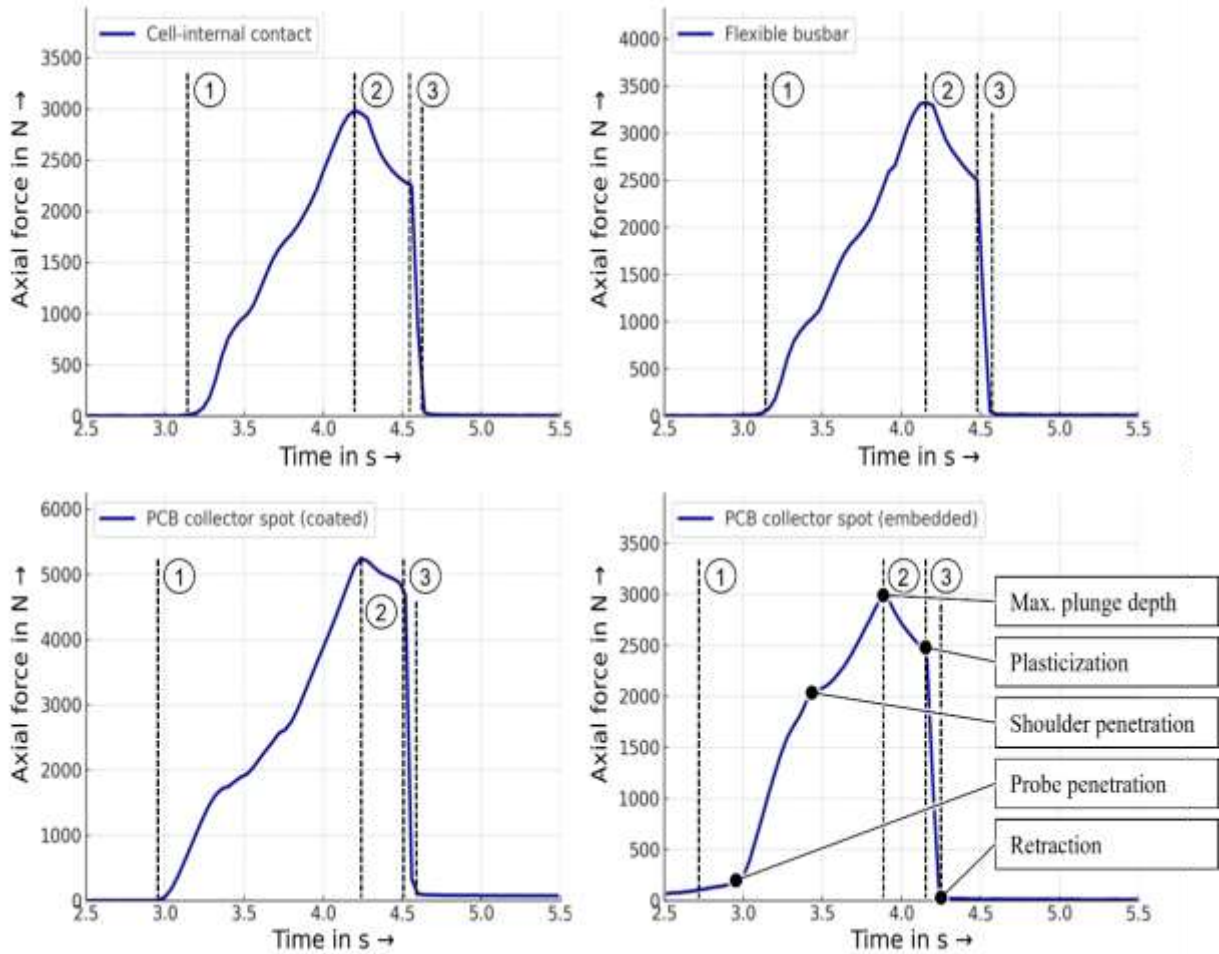 Cell-internal contact
① ② ③
3500
3000
2500
2000
1500
1000
500
0
2.5 3.0 3.5 4.0 4.5 5.0 5.5
Axial force in N →
Time in s →
Flexible busbar
① ② ③
4000
3500
3000
2500
2000
1500
1000
500
0
2.5 3.0 3.5 4.0 4.5 5.0 5.5
Axial force in N →
Time in s →
PCB collector spot (coated)
① ② ③
6000
5000
4000
3000
2000
1000
0
2.5 3.0 3.5 4.0 4.5 5.0 5.5
Axial force in N →
Time in s →
PCB collector spot (embedded)
① ② ③
3500
3000
2500
2000
1500
1000
500
0
2.5 3.0 3.5 4.0 4.5 5.0 5.5
Axial force in N →
Time in s →
Max. plunge depth
Plasticization
Shoulder penetration
Probe penetration
Retraction